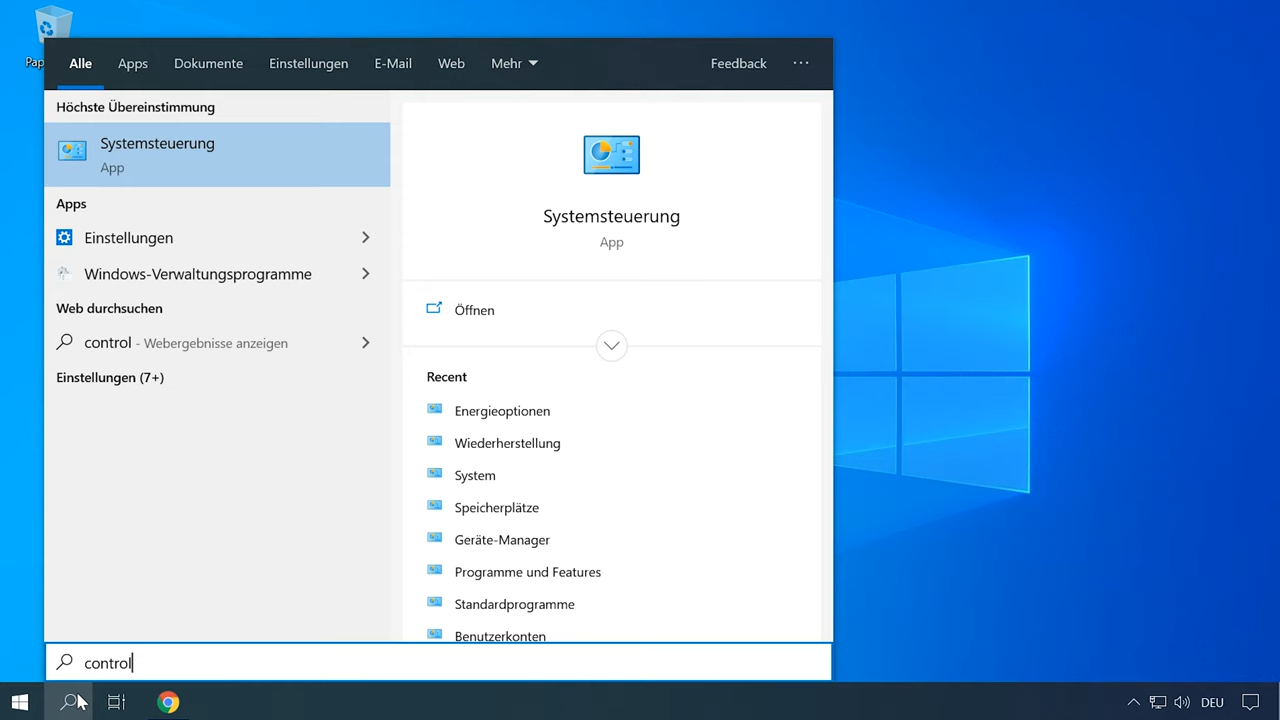 Pap
Alle Apps Dokumente Einstellungen E-Mail Web Mehr Feedback ···
Höchste Übereinstimmung
Systemsteuerung
App
Apps
Einstellungen
Windows-Verwaltungsprogramme
Web durchsuchen
control - Webergebnisse anzeigen
Einstellungen (7+)
Systemsteuerung
App
Öffnen
Recent
Energieoptionen
Wiederherstellung
System
Speicherplätze
Geräte-Manager
Programme und Features
Standardprogramme
Benutzerkonten
control
DEU